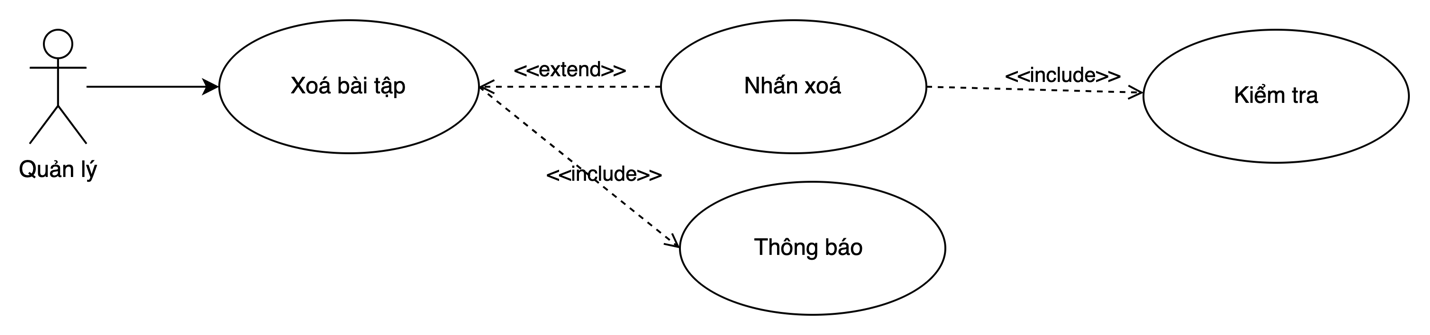 Quản lý
Xoá bài tập
<<extend>>
Nhấn xoá
<<include>>
Kiểm tra
<<include>>
Thông báo